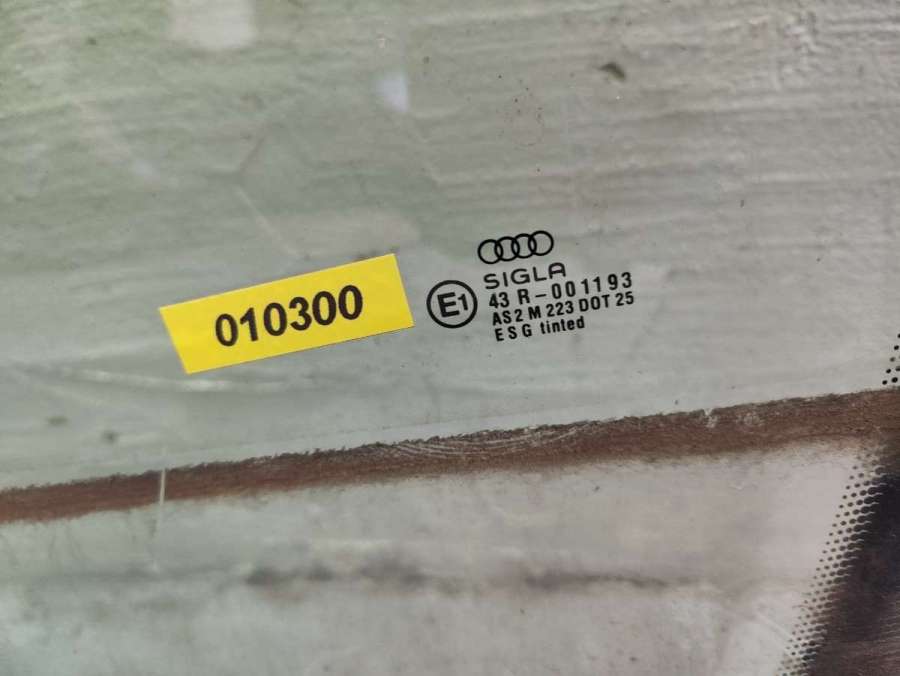 010300
E1
SIGLA
43 R-001193
AS2 M 223 DOT 25
ESG tinted